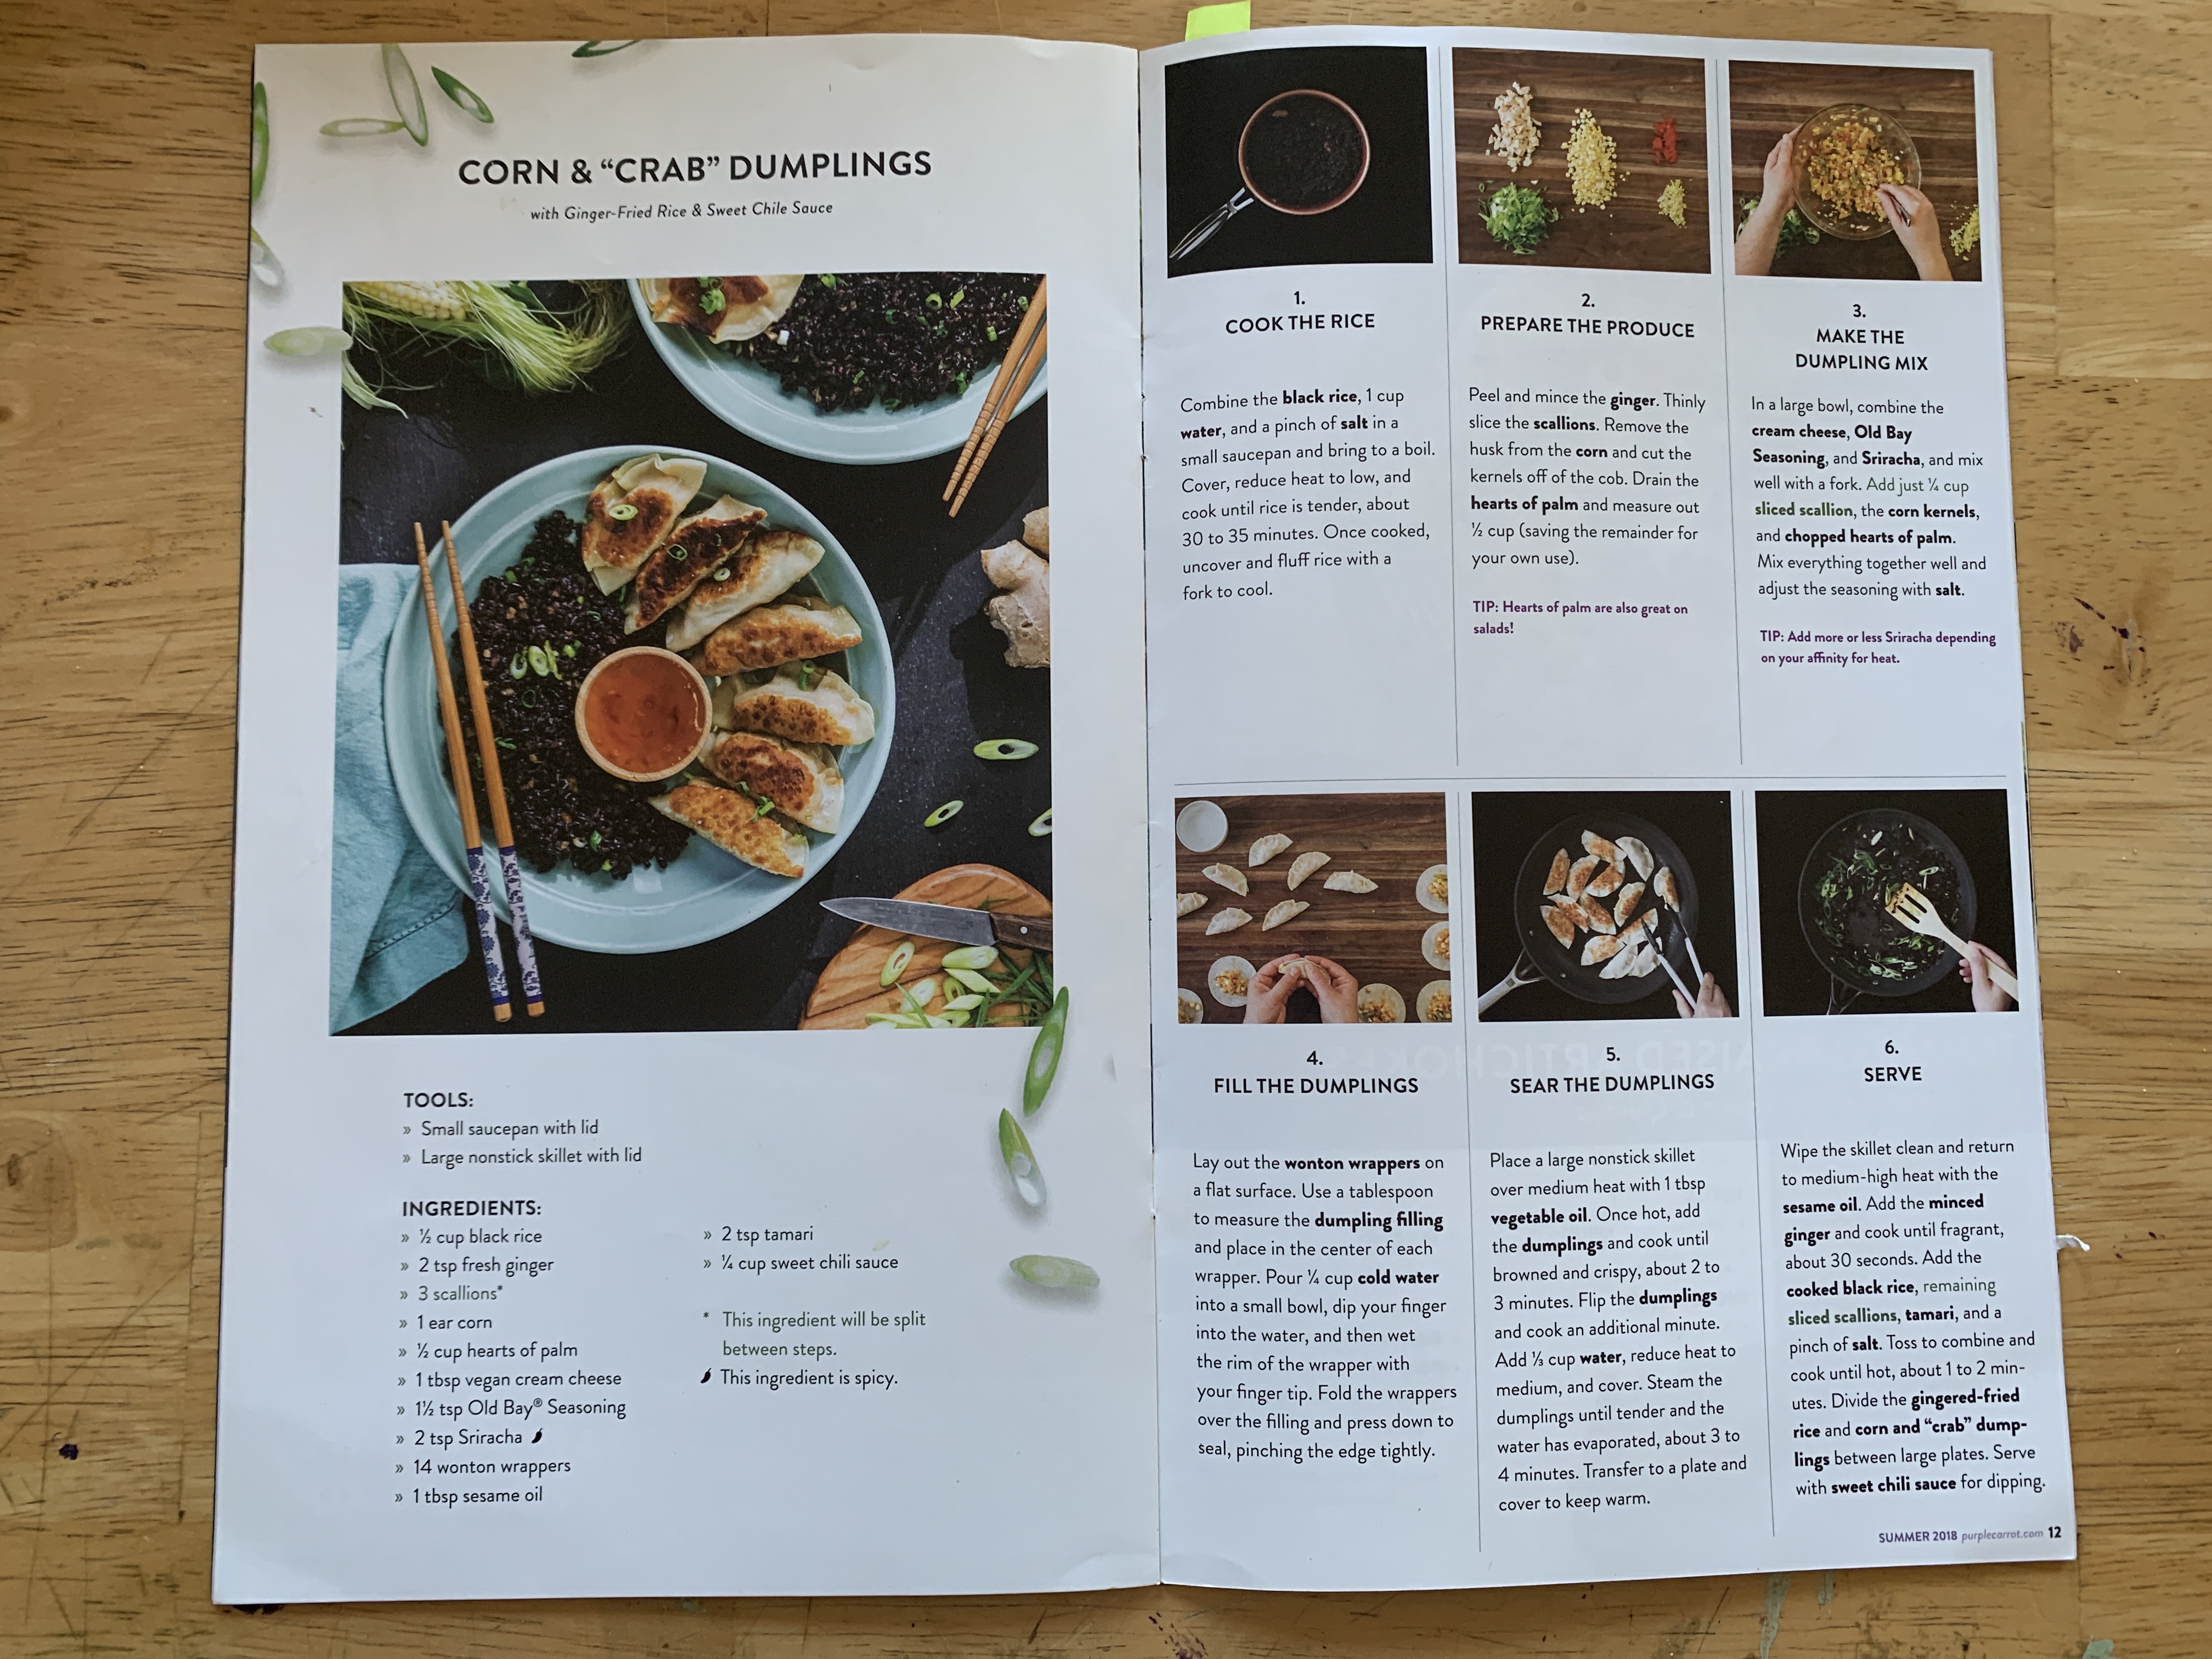 CORN & “CRAB” DUMPLINGS
with Ginger-Fried Rice & Sweet Chile Sauce
TOOLS:
» Small saucepan with lid
» Large nonstick skillet with lid
INGREDIENTS:
» ½ cup black rice
» 2 tsp fresh ginger
» 3 scallions*
» 1 ear corn
» ½ cup hearts of palm
» 1 tbsp vegan cream cheese
» 1½ tsp Old Bay® Seasoning
» 2 tsp Sriracha
» 14 wonton wrappers
» 1 tbsp sesame oil
» 2 tsp tamari
» ¼ cup sweet chili sauce
* This ingredient will be split
between steps.
This ingredient is spicy.
1.
COOK THE RICE
Combine the black rice, 1 cup
water, and a pinch of salt in a
small saucepan and bring to a boil.
Cover, reduce heat to low, and
cook until rice is tender, about
30 to 35 minutes. Once cooked,
uncover and fluff rice with a
fork to cool.
2.
PREPARE THE PRODUCE
Peel and mince the ginger. Thinly
slice the scallions. Remove the
husk from the corn and cut the
kernels off of the cob. Drain the
hearts of palm and measure out
½ cup (saving the remainder for
your own use).
TIP: Hearts of palm are also great on
salads!
3.
MAKE THE
DUMPLING MIX
In a large bowl, combine the
cream cheese, Old Bay
Seasoning, and Sriracha, and mix
well with a fork. Add just ¼ cup
sliced scallion, the corn kernels,
and chopped hearts of palm.
Mix everything together well and
adjust the seasoning with salt.
TIP: Add more or less Sriracha depending
on your affinity for heat.
4.
FILL THE DUMPLINGS
Lay out the wonton wrappers on
a flat surface. Use a tablespoon
to measure the dumpling filling
and place in the center of each
wrapper. Pour ¼ cup cold water
into a small bowl, dip your finger
into the water, and then wet
the rim of the wrapper with
your finger tip. Fold the wrappers
over the filling and press down to
seal, pinching the edge tightly.
5.
SEAR THE DUMPLINGS
Place a large nonstick skillet
over medium heat with 1 tbsp
vegetable oil. Once hot, add
the dumplings and cook until
browned and crispy, about 2 to
3 minutes. Flip the dumplings
and cook an additional minute.
Add ⅓ cup water, reduce heat to
medium, and cover. Steam the
dumplings until tender and the
water has evaporated, about 3 to
4 minutes. Transfer to a plate and
cover to keep warm.
6.
SERVE
Wipe the skillet clean and return
to medium-high heat with the
sesame oil. Add the minced
ginger and cook until fragrant,
about 30 seconds. Add the
cooked black rice, remaining
sliced scallions, tamari, and a
pinch of salt. Toss to combine and
cook until hot, about 1 to 2 min-
utes. Divide the gingered-fried
rice and corn and “crab” dump-
lings between large plates. Serve
with sweet chili sauce for dipping.
SUMMER 2018 purplecarrot.com 12